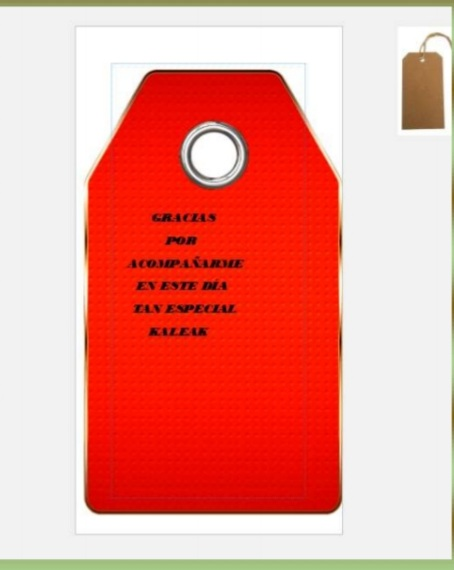 GRACIAS
POR
ACOMPAÑARME
EN ESTE DÍA
TAN ESPECIAL
KALEAK